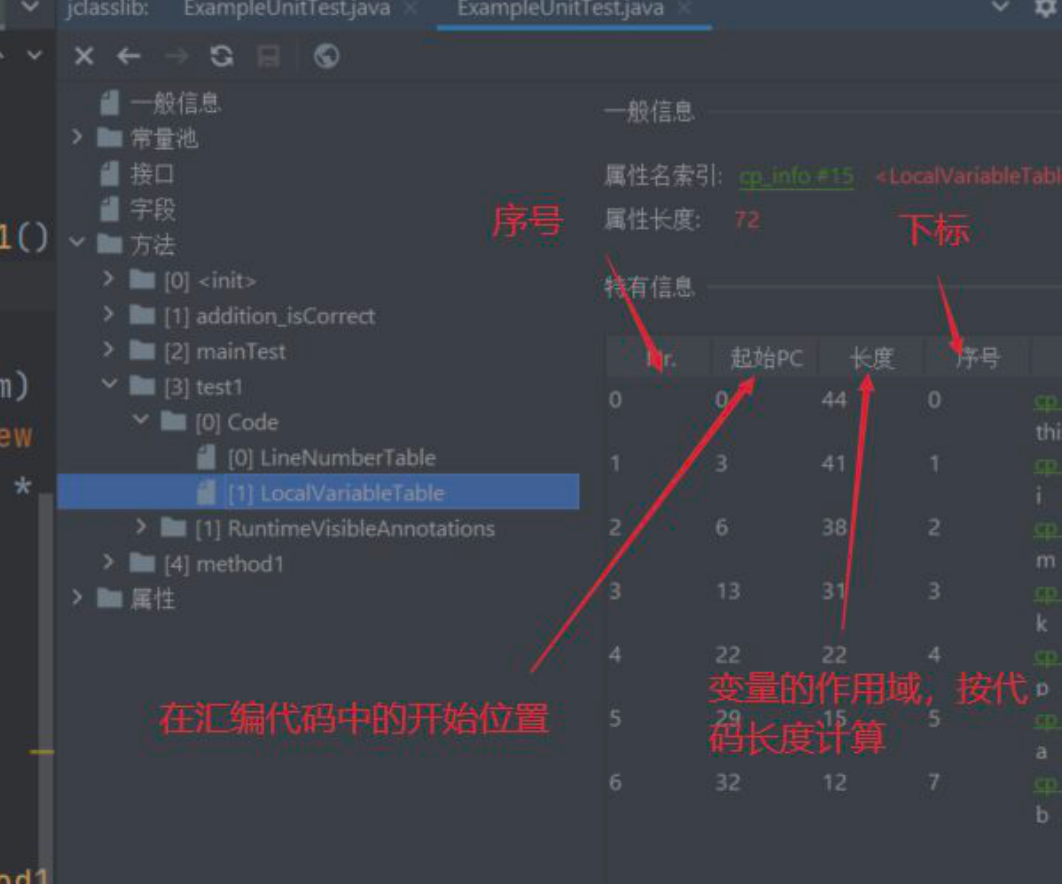 jclasslib: ExampleUnitTest.java ExampleUnitTest.java
一般信息
常量池
接口
字段
方法
[0] <init>
[1] addition_isCorrect
[2] mainTest
[3] test1
[0] Code
[0] LineNumberTable
[1] LocalVariableTable
[1] RuntimeVisibleAnnotations
[4] method1
属性
1()
m)
ew
*
od1
一般信息
属性名索引: cp_info #15 <LocalVariableTabl
属性长度: 72
序号
下标
特有信息
Nr. 起始PC 长度 序号
0 0 44 0 cp
thi
1 3 41 1 cp
i
2 6 38 2 cp
m
3 13 31 3 cp
k
4 22 22 4 cp
p
5 29 15 5 cp
a
6 32 12 7 cp
b
在汇编代码中的开始位置
变量的作用域，按代
码长度计算